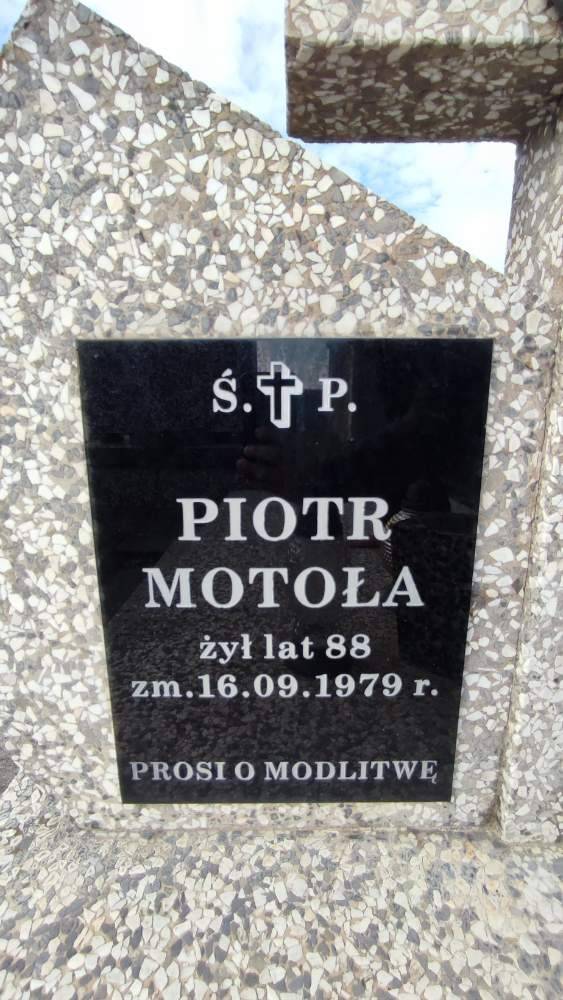 Ś. P.
PIOTR
MOTOŁA
żył lat 88
zm.16.09.1979 r.
PROSI O MODLITWĘ